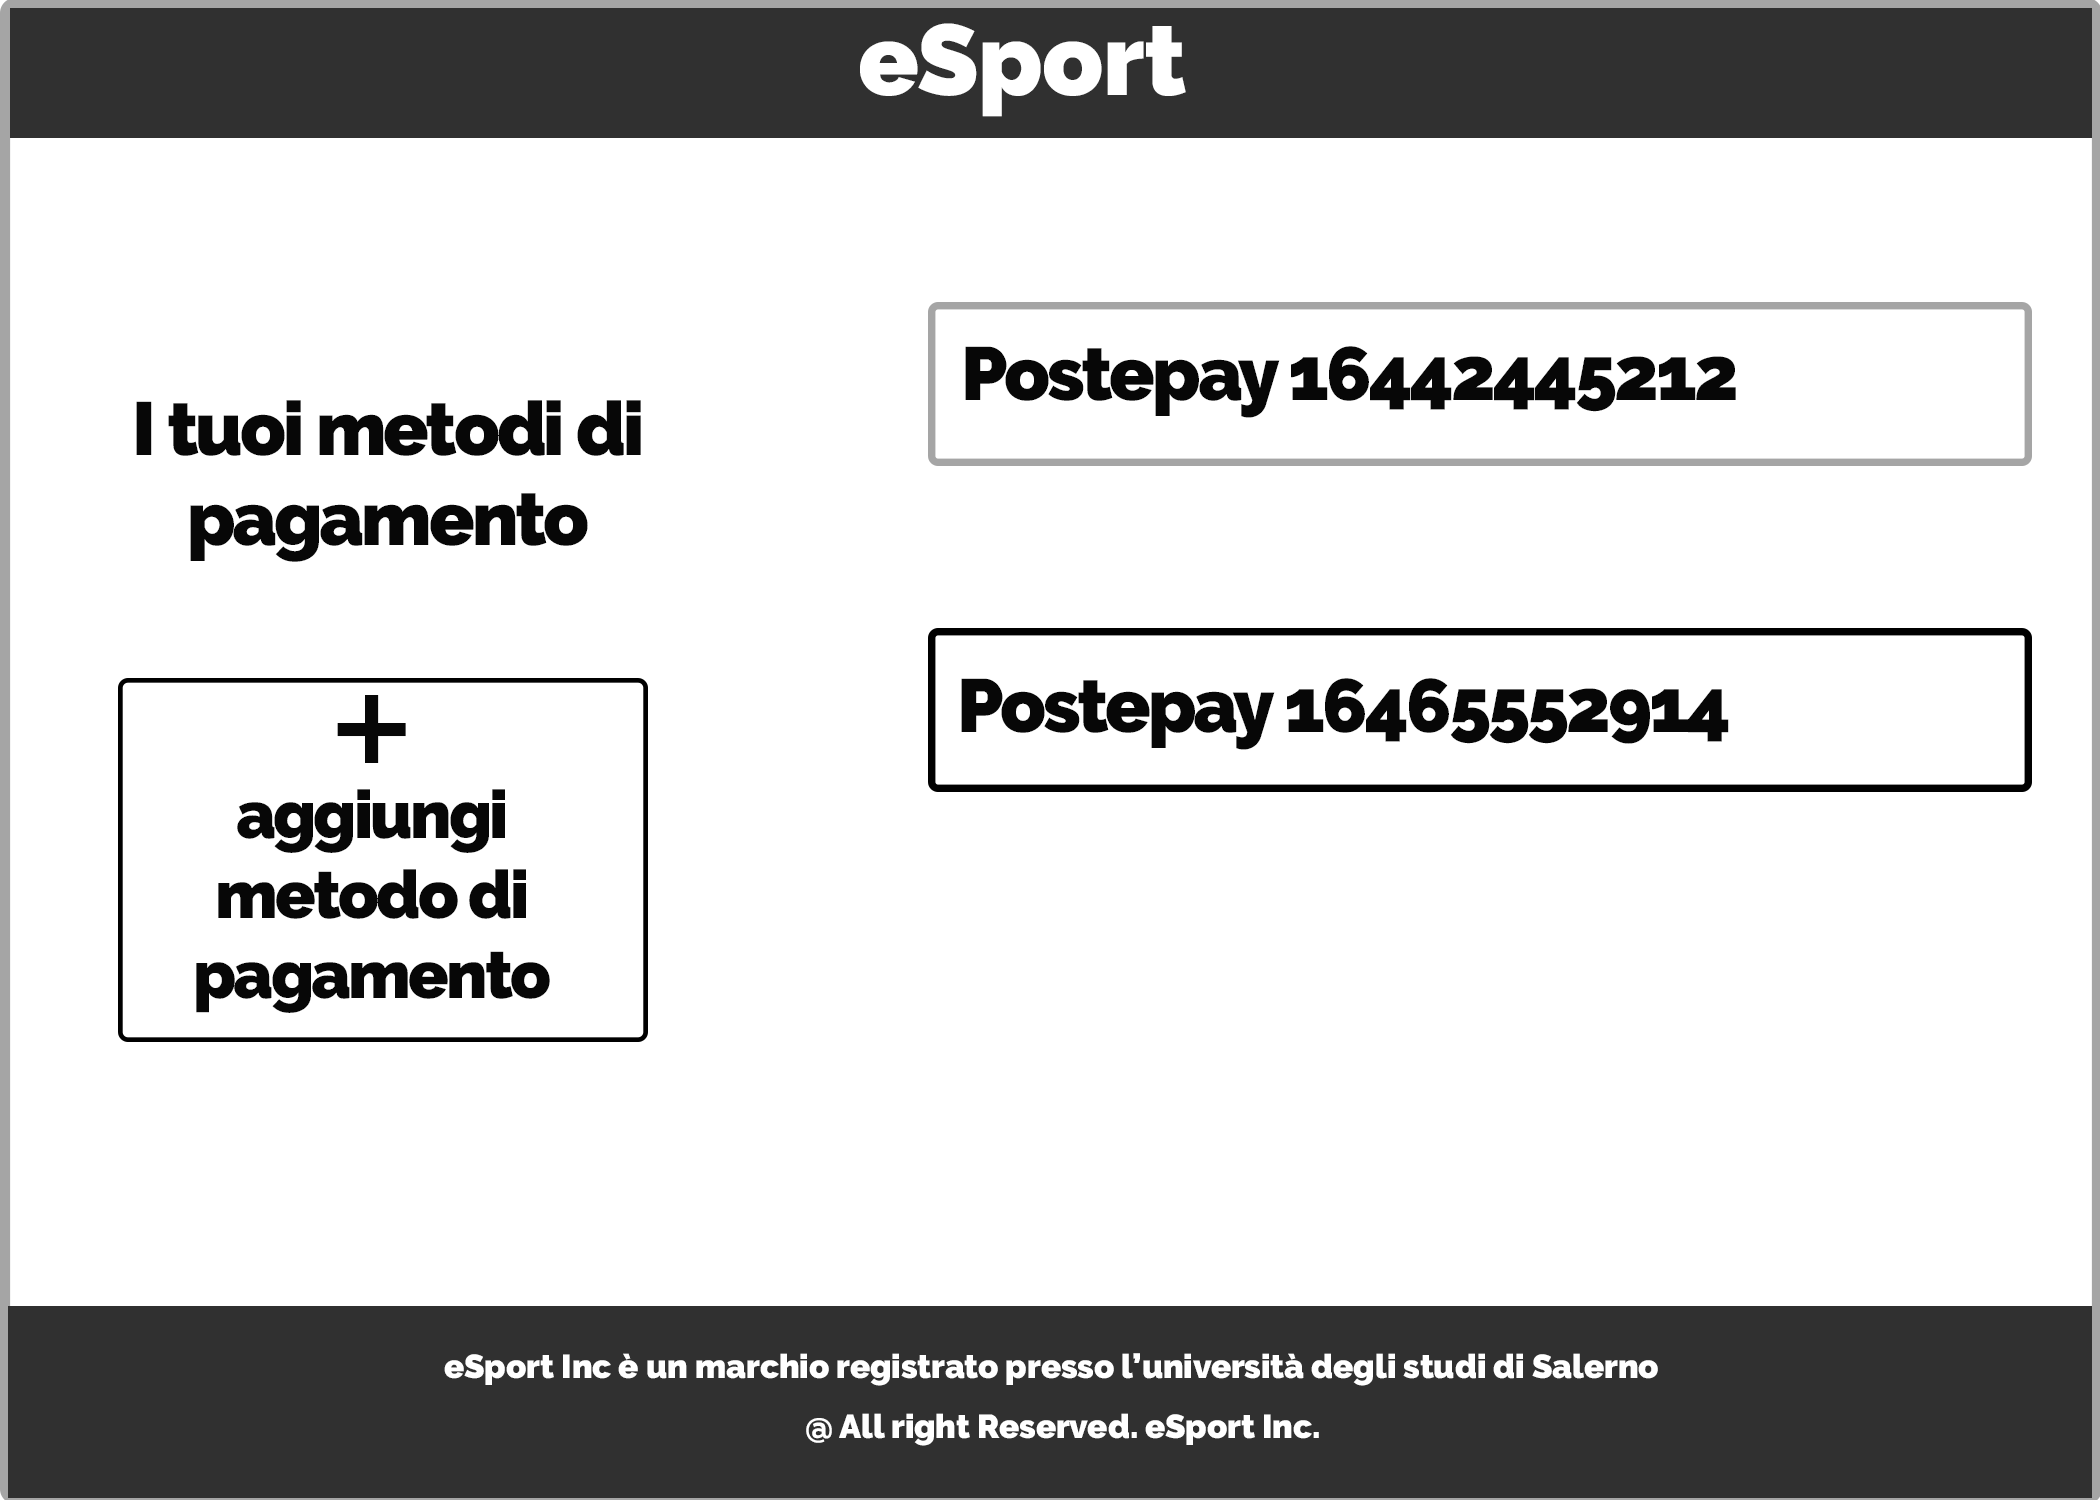 eSport
I tuoi metodi di
pagamento
+
aggiungi
metodo di
pagamento
Postepay 16442445212
Postepay 16465552914
eSport Inc è un marchio registrato presso l’università degli studi di Salerno
@ All right Reserved. eSport Inc.